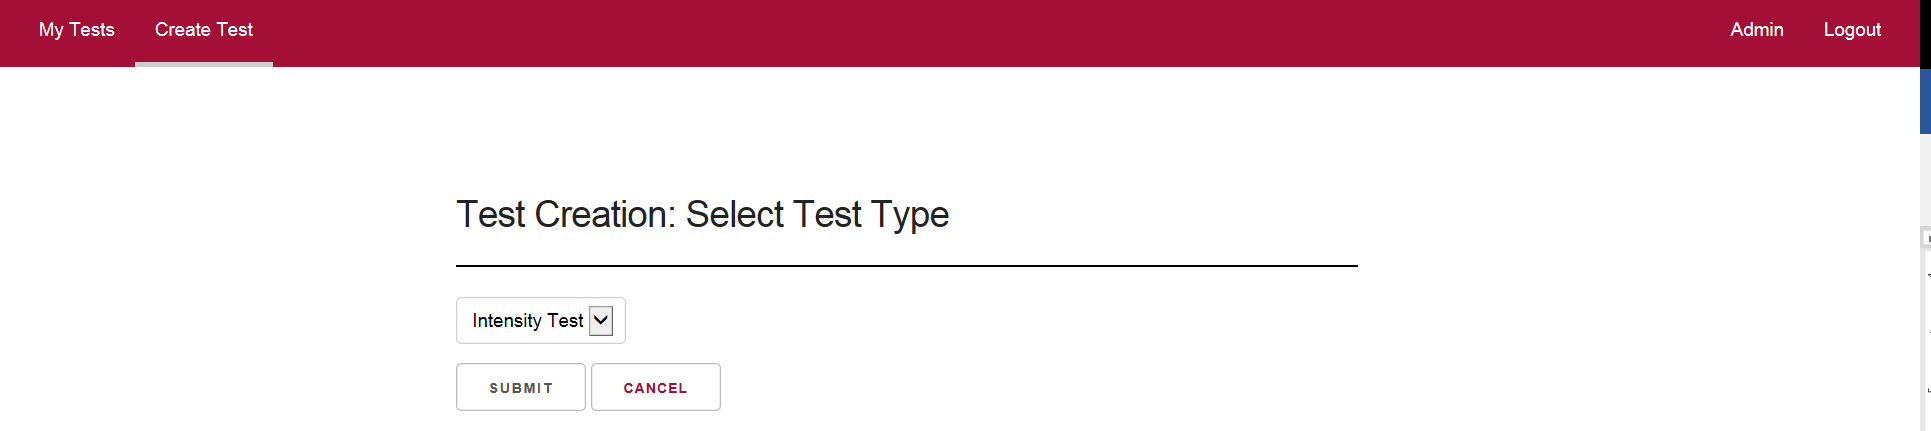 My Tests Create Test Admin Logout
Test Creation: Select Test Type
Intensity Test
SUBMIT CANCEL